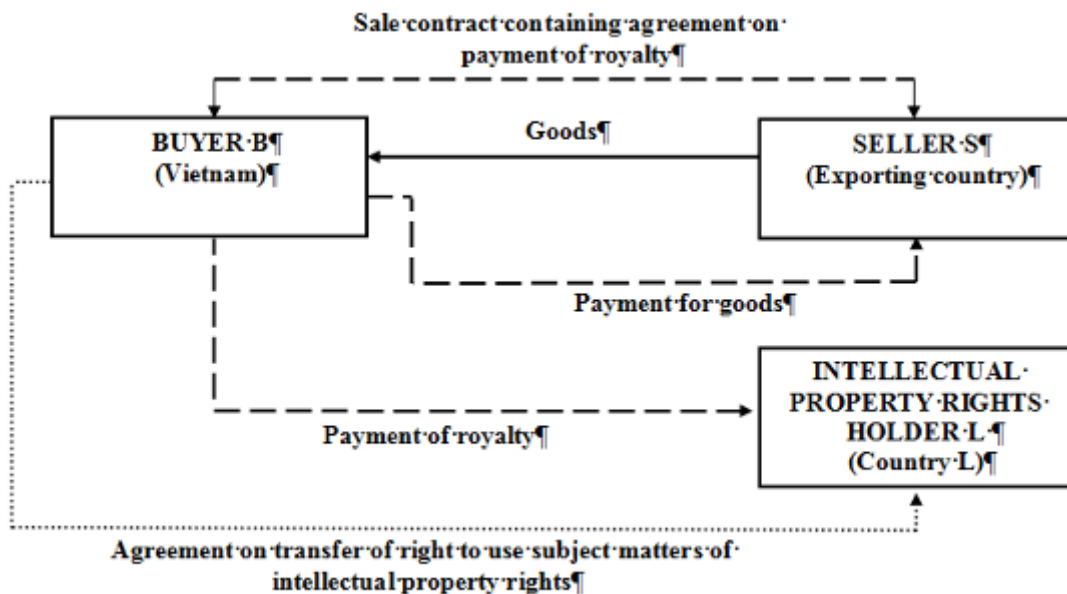 Sale·contract·containing·agreement·on·
payment·of·royalty¶
BUYER·B¶
(Vietnam)¶
Goods¶
SELLER·S¶
(Exporting·country)¶
Payment·for·goods¶
INTELLECTUAL·
PROPERTY·RIGHTS·
HOLDER·L·¶
(Country·L)¶
Payment·of·royalty¶
Agreement·on·transfer·of·right·to·use·subject·matters·of·
intellectual·property·rights¶